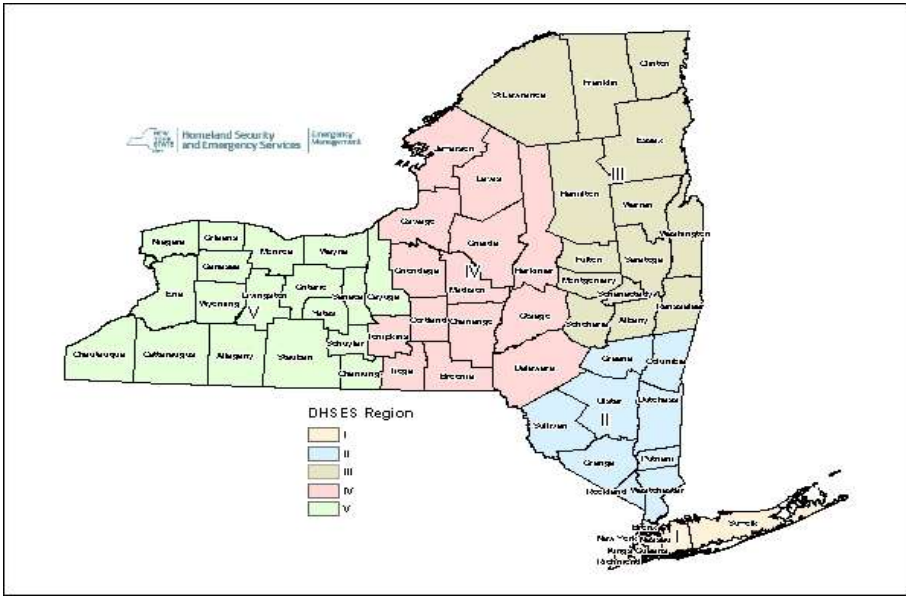 Clinton
Franklin
St Lawrence
NEW
YORK
STATE
Homeland Security
and Emergency Services
Emergency
Management
Essex
Jefferson
Lewis
III
Hamilton
Warren
Washington
Oswego
Oneida
Herkimer
Niagara
Orleans
Monroe
Wayne
Genesee
Onondaga
IV
Madison
Fulton
Saratoga
Montgomery
Erie
Wyoming
Livingston
Ontario
Seneca
Cayuga
Schenectady
Rensselaer
V
Yates
Cortland
Chenango
Otsego
Schoharie
Albany
Schuyler
Tompkins
Chautauqua
Cattaraugus
Allegany
Steuben
Chemung
Tioga
Broome
Delaware
Greene
Columbia
DHSES Region
I
II
III
IV
V
Ulster
Dutchess
II
Sullivan
Orange
Putnam
Rockland
Westchester
Suffolk
Bronx
New York
Nassau
I
Kings
Queens
Richmond